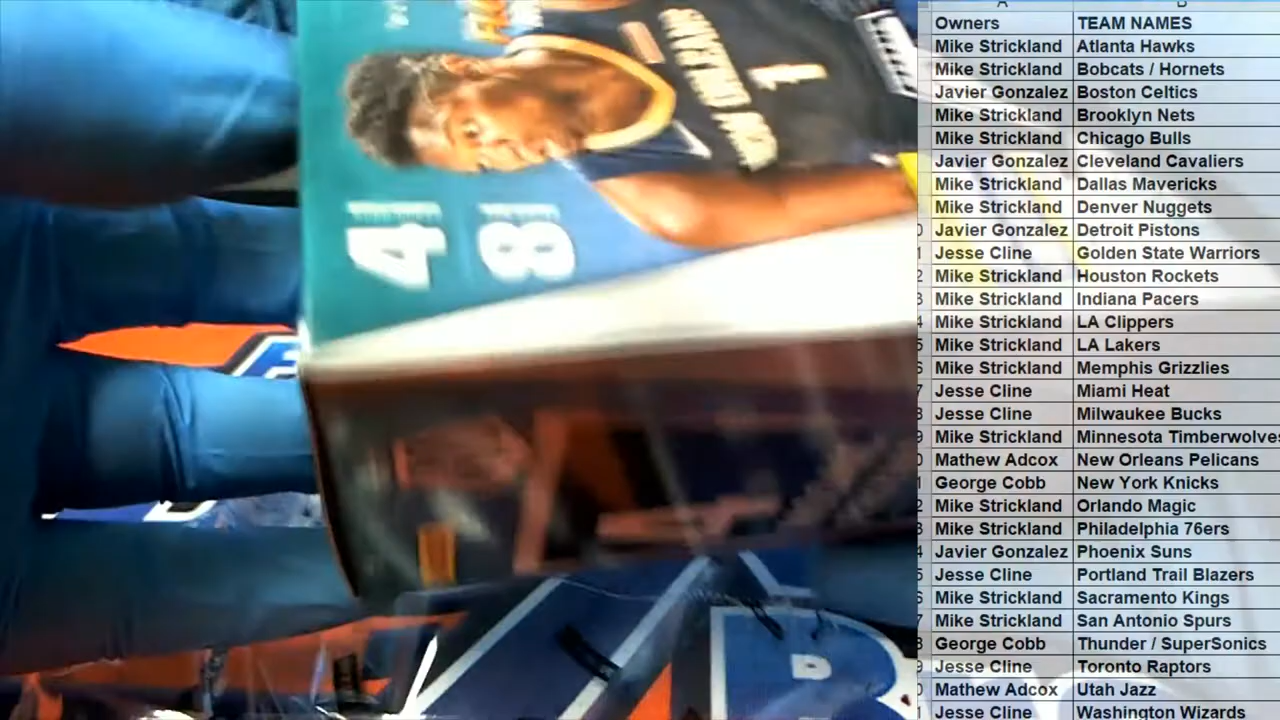 Owners TEAM NAMES
Mike Strickland Atlanta Hawks
Mike Strickland Bobcats / Hornets
Javier Gonzalez Boston Celtics
Mike Strickland Brooklyn Nets
Mike Strickland Chicago Bulls
Javier Gonzalez Cleveland Cavaliers
Mike Strickland Dallas Mavericks
Mike Strickland Denver Nuggets
Javier Gonzalez Detroit Pistons
Jesse Cline Golden State Warriors
Mike Strickland Houston Rockets
Mike Strickland Indiana Pacers
Mike Strickland LA Clippers
Mike Strickland LA Lakers
Mike Strickland Memphis Grizzlies
Jesse Cline Miami Heat
Jesse Cline Milwaukee Bucks
Mike Strickland Minnesota Timberwolves
Mathew Adcox New Orleans Pelicans
George Cobb New York Knicks
Mike Strickland Orlando Magic
Mike Strickland Philadelphia 76ers
Javier Gonzalez Phoenix Suns
Jesse Cline Portland Trail Blazers
Mike Strickland Sacramento Kings
Mike Strickland San Antonio Spurs
George Cobb Thunder / SuperSonics
Jesse Cline Toronto Raptors
Mathew Adcox Utah Jazz
Jesse Cline Washington Wizards
4
8
1